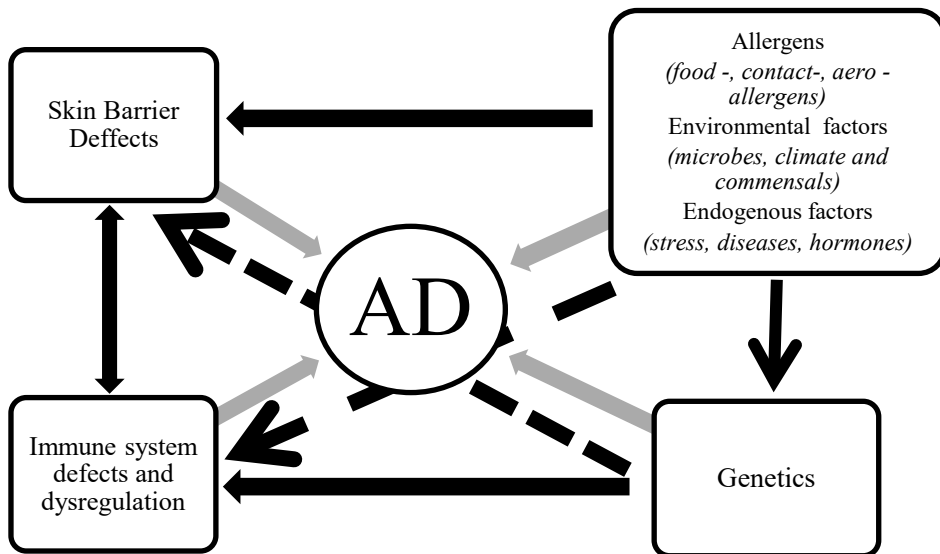 Skin Barrier
Deffects
Allergens
(food -, contact-, aero -
allergens)
Environmental factors
(microbes, climate and
commensals)
Endogenous factors
(stress, diseases, hormones)
AD
Immune system
defects and
dysregulation
Genetics